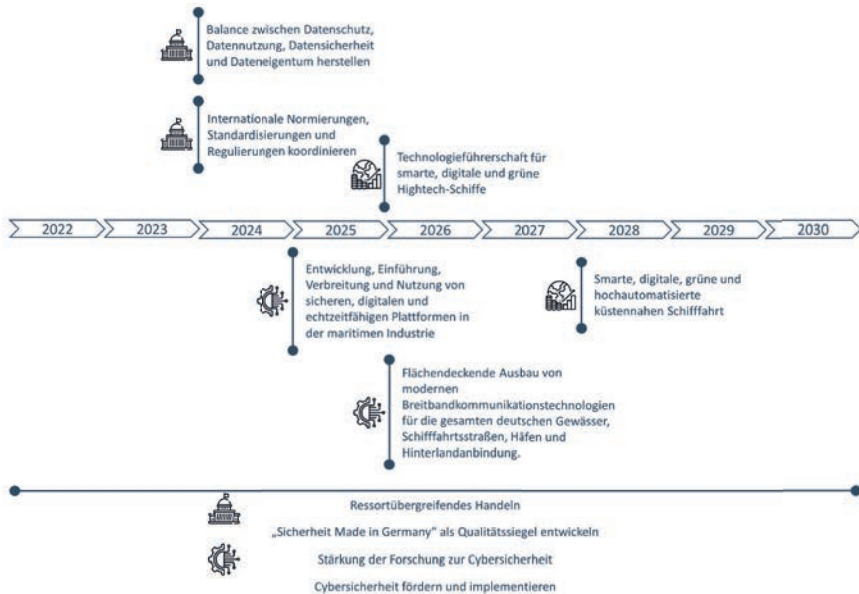 Balance zwischen Datenschutz,
Datennutzung, Datensicherheit
und Dateneigentum herstellen
Internationale Normierungen,
Standardisierungen und
Regulierungen koordinieren
Technologieführerschaft für
smarte, digitale und grüne
Hightech-Schiffe
2022 2023 2024 2025 2026 2027 2028 2029 2030
Entwicklung, Einführung,
Verbreitung und Nutzung von
sicheren, digitalen und
echtzeitfähigen Plattformen in
der maritimen Industrie
Smarte, digitale, grüne und
hochautomatisierte
küstennahen Schifffahrt
Flächendeckende Ausbau von
modernen
Breitbandkommunikationstechnologien
für die gesamten deutschen Gewässer,
Schifffahrtsstraßen, Häfen und
Hinterlandanbindung.
Ressortübergreifendes Handeln
„Sicherheit Made in Germany" als Qualitätssiegel entwickeln
Stärkung der Forschung zur Cybersicherheit
Cybersicherheit fördern und implementieren